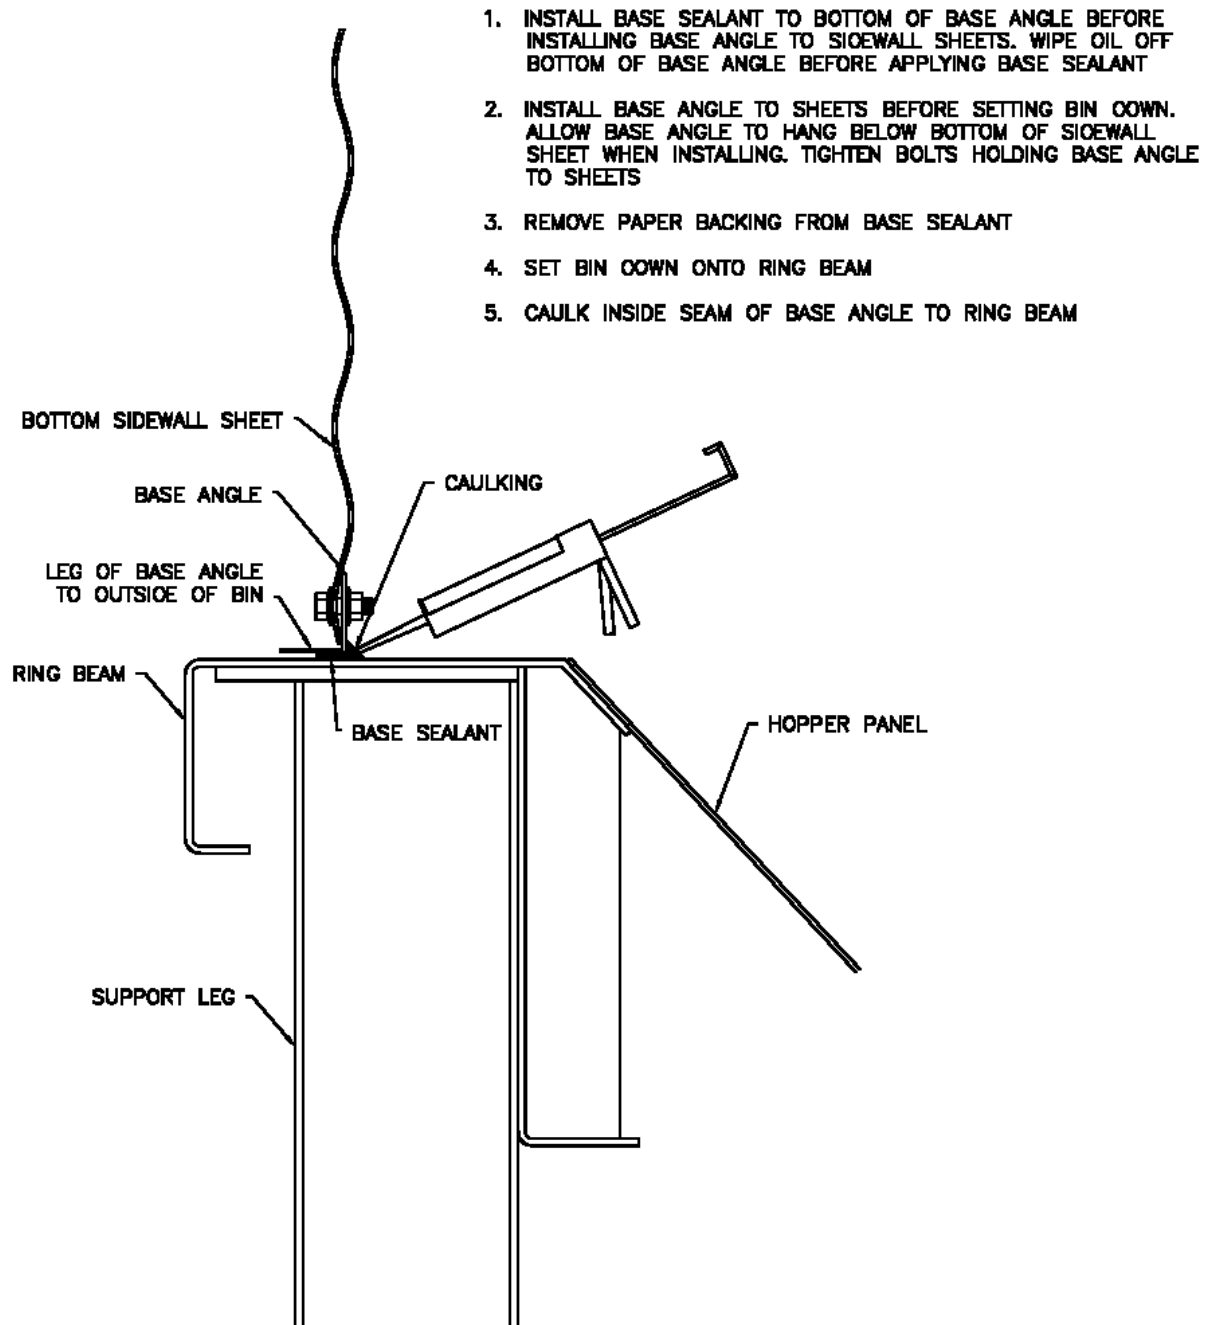 1. INSTALL BASE SEALANT TO BOTTOM OF BASE ANGLE BEFORE
INSTALLING BASE ANGLE TO SIDEWALL SHEETS. WIPE OIL OFF
BOTTOM OF BASE ANGLE BEFORE APPLYING BASE SEALANT
2. INSTALL BASE ANGLE TO SHEETS BEFORE SETTING BIN DOWN.
ALLOW BASE ANGLE TO HANG BELOW BOTTOM OF SIDEWALL
SHEET WHEN INSTALLING. TIGHTEN BOLTS HOLDING BASE ANGLE
TO SHEETS
3. REMOVE PAPER BACKING FROM BASE SEALANT
4. SET BIN DOWN ONTO RING BEAM
5. CAULK INSIDE SEAM OF BASE ANGLE TO RING BEAM
BOTTOM SIDEWALL SHEET
BASE ANGLE
CAULKING
LEG OF BASE ANGLE
TO OUTSIDE OF BIN
RING BEAM
BASE SEALANT
HOPPER PANEL
SUPPORT LEG